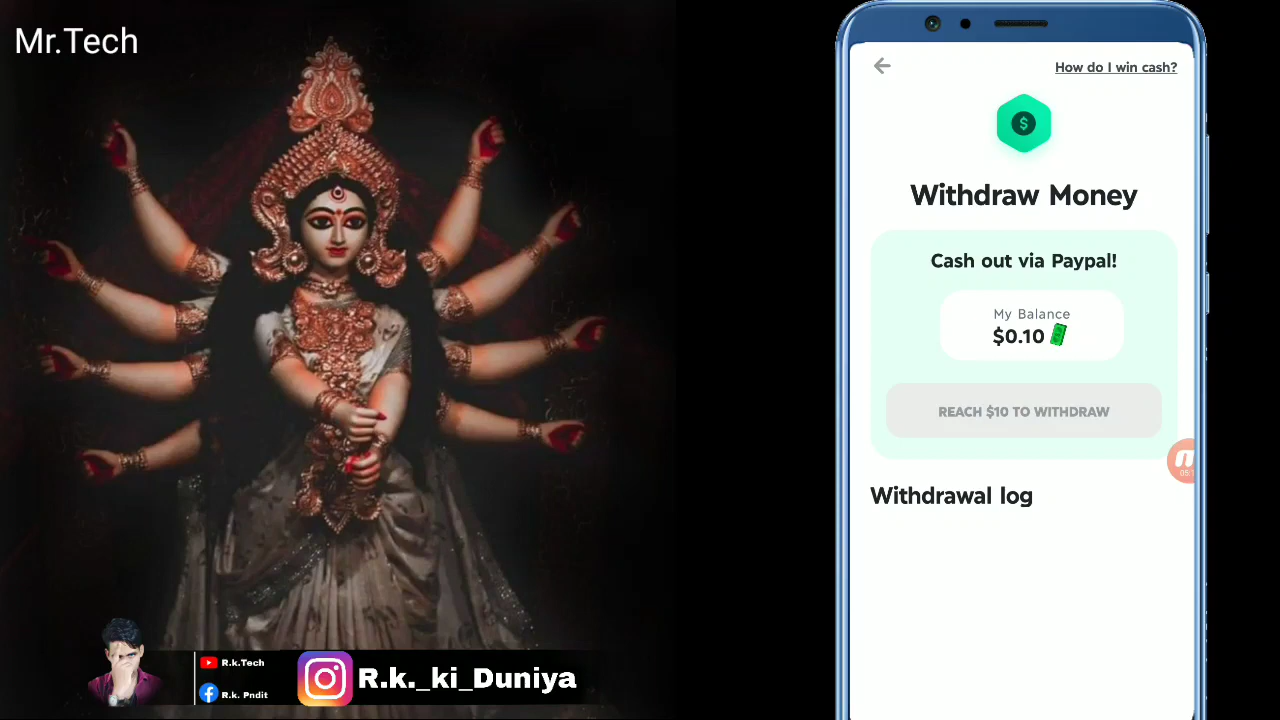 Mr.Tech
How do I win cash?
$
Withdraw Money
Cash out via Paypal!
My Balance
$0.10
REACH $10 TO WITHDRAW
Withdrawal log
R.k.Tech
R.k. Pndit
R.k._ki_Duniya